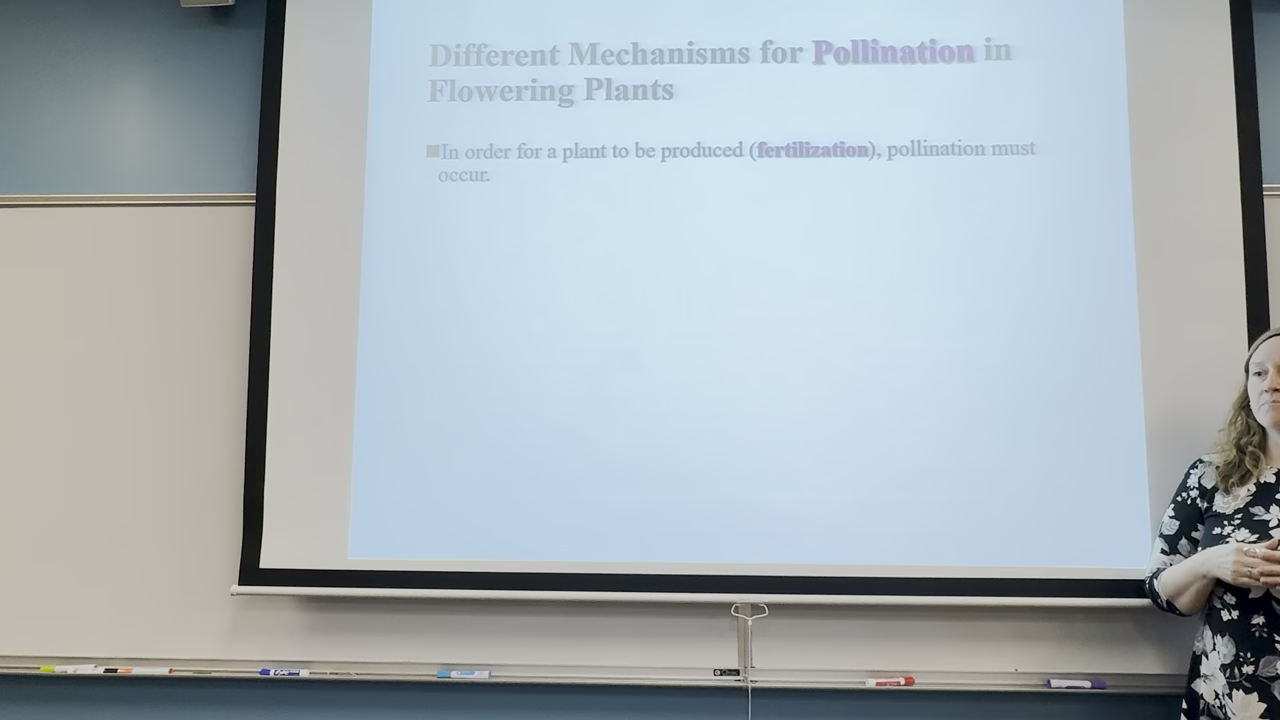 Different Mechanisms for Pollination in
Flowering Plants
In order for a plant to be produced (fertilization), pollination must
occur.